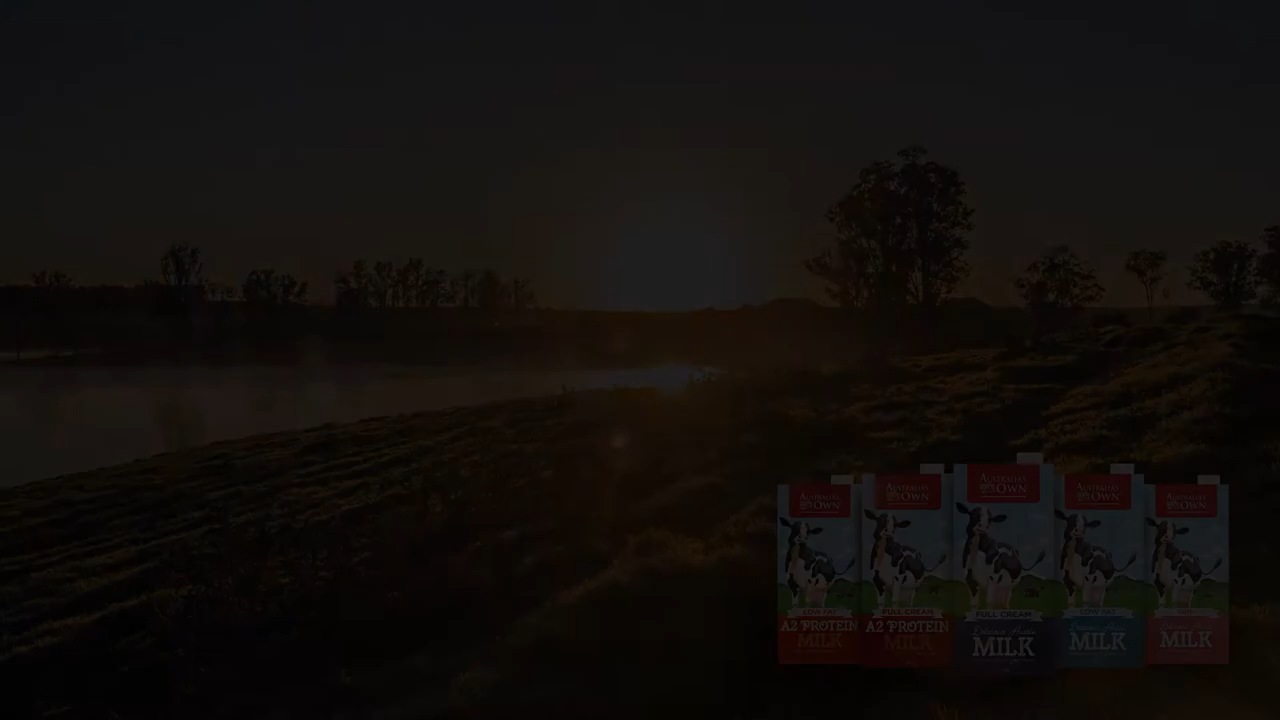 AUSTRALIA'S
OWN
LOW FAT
A2 PROTEIN
MILK
AUSTRALIA'S
OWN
FULL CREAM
A2 PROTEIN
MILK
AUSTRALIA'S
OWN
FULL CREAM
MILK
AUSTRALIA'S
OWN
LOW FAT
MILK
AUSTRALIA'S
OWN
MILK